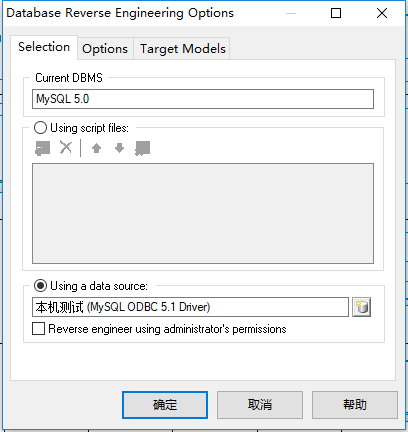 Database Reverse Engineering Options
Selection Options Target Models
Current DBMS
MySQL 5.0
Using script files:
Using a data source:
本机测试 (MySQL ODBC 5.1 Driver)
Reverse engineer using administrator's permissions
确定 取消 帮助